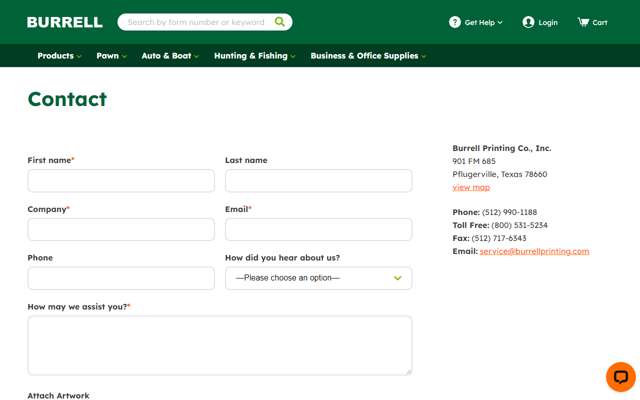 BURRELL
Search by form number or keyword
? Get Help
Login
Cart
Products
Pawn
Auto & Boat
Hunting & Fishing
Business & Office Supplies
Contact
First name*
Last name
Company*
Email*
Phone
How did you hear about us?
—Please choose an option—
How may we assist you?*
Attach Artwork
Burrell Printing Co., Inc.
901 FM 685
Pflugerville, Texas 78660
view map
Phone: (512) 990-1188
Toll Free: (800) 531-5234
Fax: (512) 717-6343
Email: service@burrellprinting.com